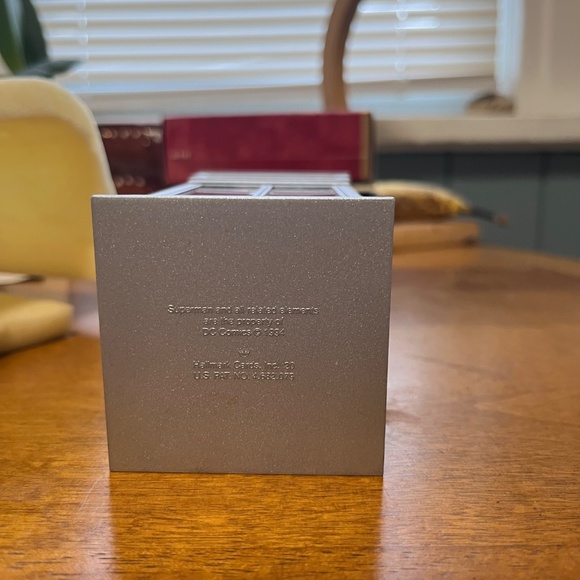 Superman and all related elements
are the property of
DC Comics © 1994
Hallmark Cards, Inc.
U.S. PAT. NO.